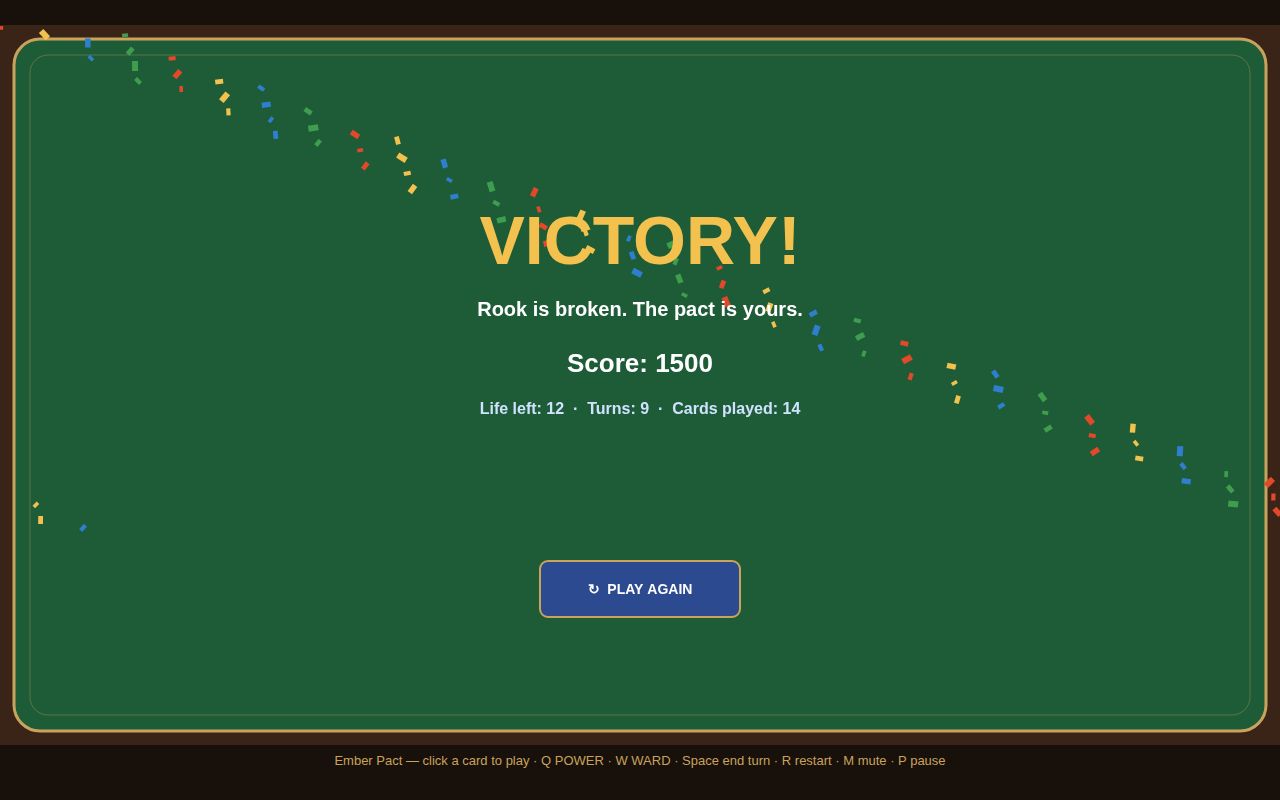 VICTORY!
Rook is broken. The pact is yours.
Score: 1500
Life left: 12 · Turns: 9 · Cards played: 14
↻ PLAY AGAIN
Ember Pact — click a card to play · Q POWER · W WARD · Space end turn · R restart · M mute · P pause